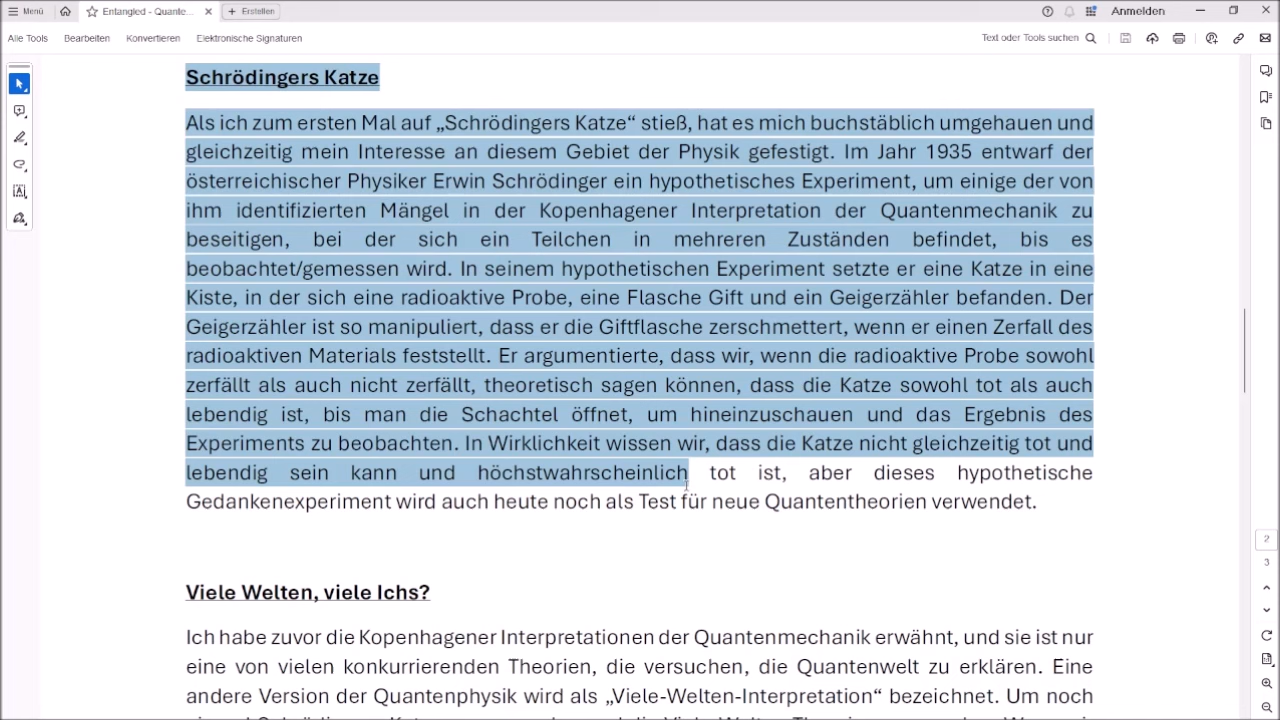 Menü
Entangled - Quante...
Erstellen
Anmelden
Alle Tools Bearbeiten Konvertieren Elektronische Signaturen Text oder Tools suchen
Schrödingers Katze
Als ich zum ersten Mal auf „Schrödingers Katze“ stieß, hat es mich buchstäblich umgehauen und
gleichzeitig mein Interesse an diesem Gebiet der Physik gefestigt. Im Jahr 1935 entwarf der
österreichischer Physiker Erwin Schrödinger ein hypothetisches Experiment, um einige der von
ihm identifizierten Mängel in der Kopenhagener Interpretation der Quantenmechanik zu
beseitigen, bei der sich ein Teilchen in mehreren Zuständen befindet, bis es
beobachtet/gemessen wird. In seinem hypothetischen Experiment setzte er eine Katze in eine
Kiste, in der sich eine radioaktive Probe, eine Flasche Gift und ein Geigerzähler befanden. Der
Geigerzähler ist so manipuliert, dass er die Giftflasche zerschmettert, wenn er einen Zerfall des
radioaktiven Materials feststellt. Er argumentierte, dass wir, wenn die radioaktive Probe sowohl
zerfällt als auch nicht zerfällt, theoretisch sagen können, dass die Katze sowohl tot als auch
lebendig ist, bis man die Schachtel öffnet, um hineinzuschauen und das Ergebnis des
Experiments zu beobachten. In Wirklichkeit wissen wir, dass die Katze nicht gleichzeitig tot und
lebendig sein kann und höchstwahrscheinlich tot ist, aber dieses hypothetische
Gedankenexperiment wird auch heute noch als Test für neue Quantentheorien verwendet.
2
3
Viele Welten, viele Ichs?
Ich habe zuvor die Kopenhagener Interpretationen der Quantenmechanik erwähnt, und sie ist nur
eine von vielen konkurrierenden Theorien, die versuchen, die Quantenwelt zu erklären. Eine
andere Version der Quantenphysik wird als „Viele-Welten-Interpretation“ bezeichnet. Um noch